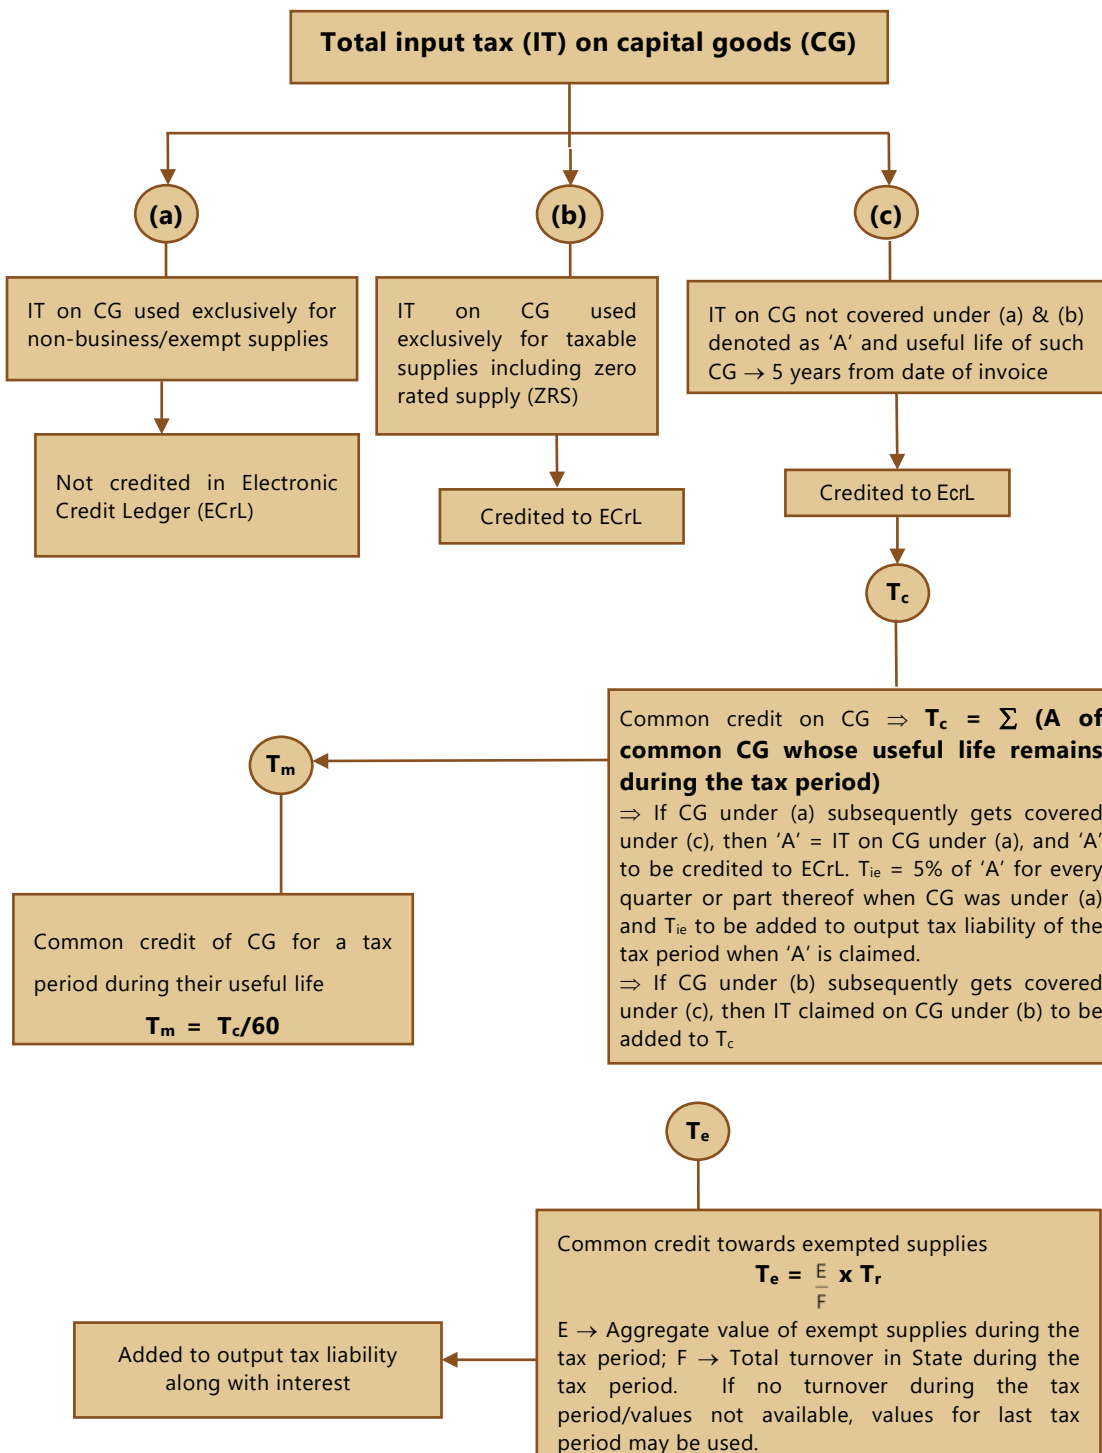 Total input tax (IT) on capital goods (CG)
(a)
(b)
(c)
IT on CG used exclusively for
non-business/exempt supplies
IT on CG used
exclusively for taxable
supplies including zero
rated supply (ZRS)
IT on CG not covered under (a) & (b)
denoted as ‘A’ and useful life of such
CG → 5 years from date of invoice
Not credited in Electronic
Credit Ledger (ECrL)
Credited to ECrL
Credited to EcrL
Tc
Common credit on CG ⇒ Tc = Σ (A of
common CG whose useful life remains
during the tax period)
⇒ If CG under (a) subsequently gets covered
under (c), then ‘A’ = IT on CG under (a), and ‘A’
to be credited to ECrL. Tie = 5% of ‘A’ for every
quarter or part thereof when CG was under (a)
and Tie to be added to output tax liability of the
tax period when ‘A’ is claimed.
⇒ If CG under (b) subsequently gets covered
under (c), then IT claimed on CG under (b) to be
added to Tc
Tm
Common credit of CG for a tax
period during their useful life
Tm = Tc/60
Te
Common credit towards exempted supplies
Te = E/F x Tr
E → Aggregate value of exempt supplies during the
tax period; F → Total turnover in State during the
tax period. If no turnover during the tax
period/values not available, values for last tax
period may be used.
Added to output tax liability
along with interest